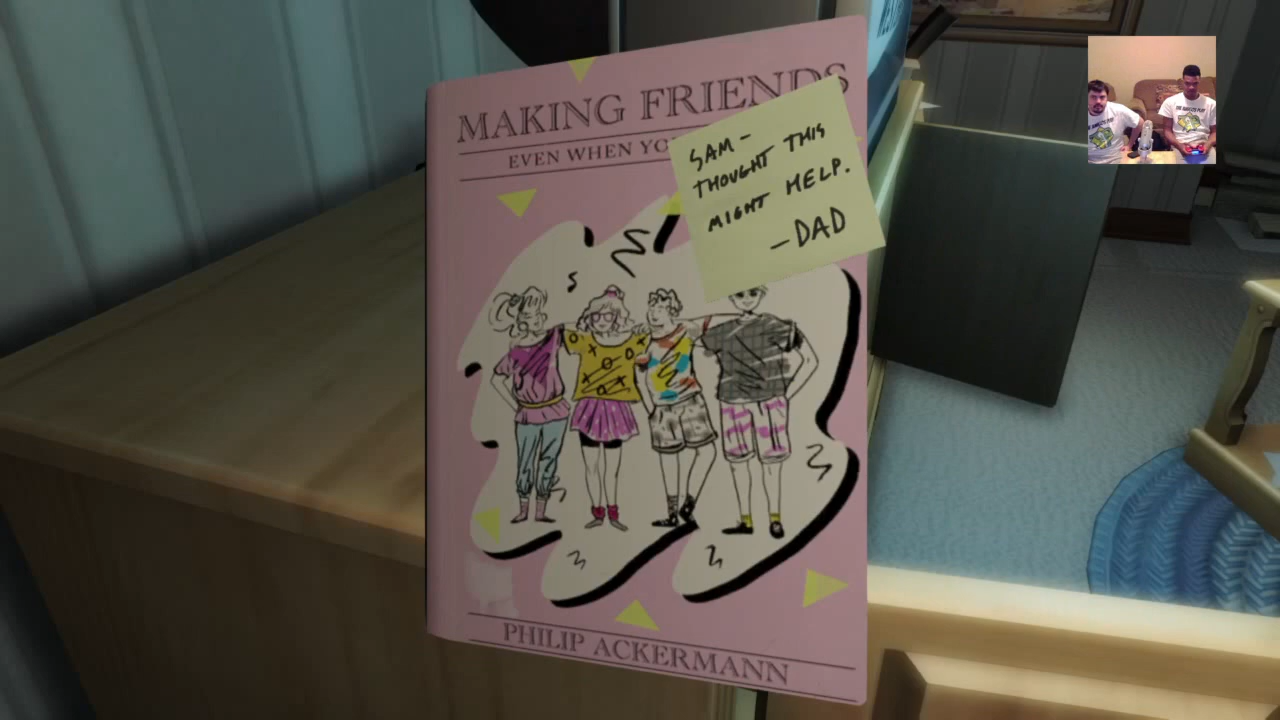 MAKING FRIENDS
EVEN WHEN YO
SAM-
THOUGHT THIS
MIGHT HELP.
-DAD
PHILIP ACKERMANN